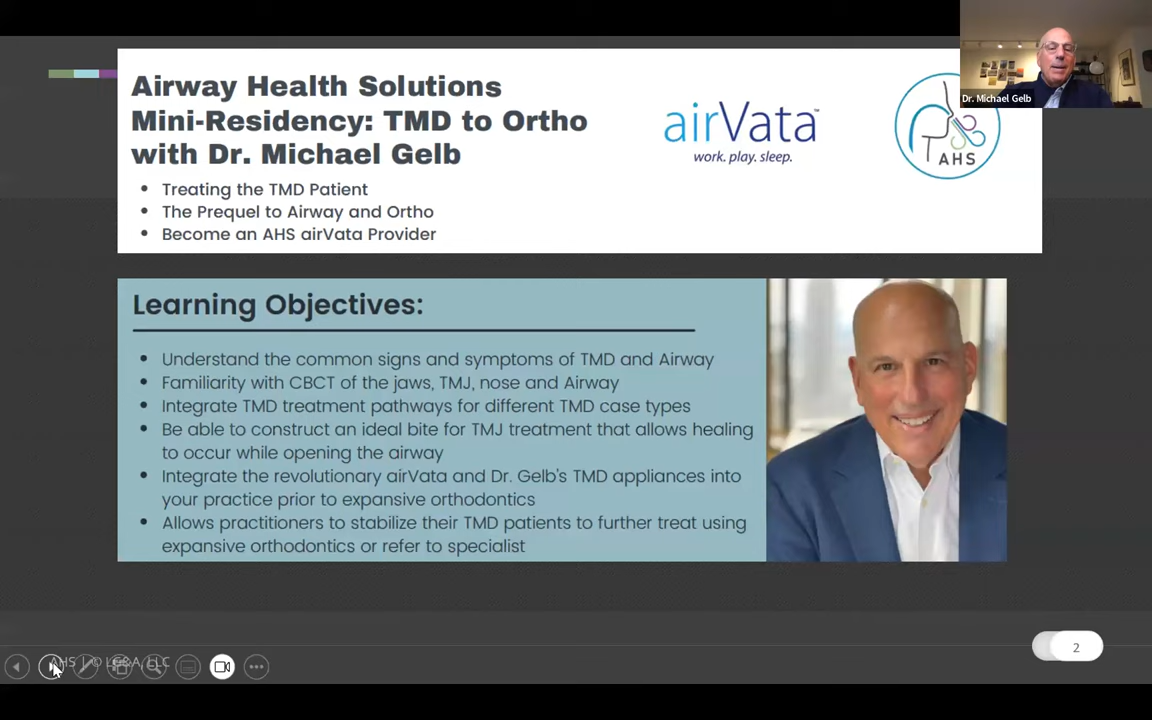 Airway Health Solutions
Mini-Residency: TMD to Ortho
with Dr. Michael Gelb
• Treating the TMD Patient
• The Prequel to Airway and Ortho
• Become an AHS airVata Provider
airVata™
work. play. sleep.
AHS
Dr. Michael Gelb
Learning Objectives:
• Understand the common signs and symptoms of TMD and Airway
• Familiarity with CBCT of the jaws, TMJ, nose and Airway
• Integrate TMD treatment pathways for different TMD case types
• Be able to construct an ideal bite for TMJ treatment that allows healing
to occur while opening the airway
• Integrate the revolutionary airVata and Dr. Gelb's TMD appliances into
your practice prior to expansive orthodontics
• Allows practitioners to stabilize their TMD patients to further treat using
expansive orthodontics or refer to specialist
AHS | © LLC
2